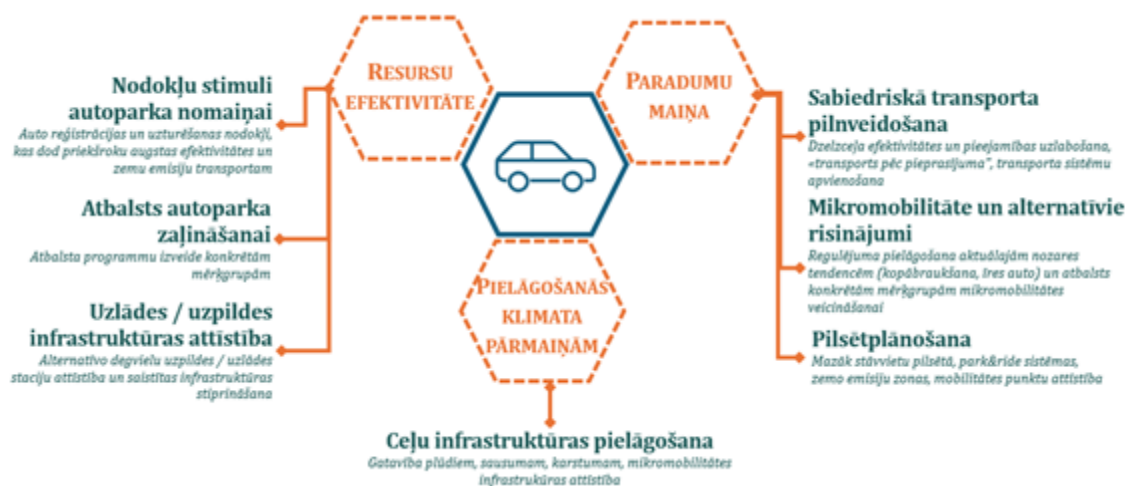 RESURSU
EFEKTIVITĀTE
Nodokļu stimuli
autoparka nomaiņai
Auto reģistrācijas un uzturēšanas nodokļi,
kas dod priekšroku augstas efektivitātes un
zemu emisiju transportam
Atbalsts autoparka
zaļināšanai
Atbalsta programmu izveide konkrētām
mērķgrupām
Uzlādes / uzpildes
infrastruktūras attīstība
Alternatīvo degvielu uzpildes / uzlādes
staciju attīstība un saistītas infrastruktūras
stiprināšana
PARADUMU
MAIŅA
Sabiedriskā transporta
pilnveidošana
Dzelzceļa efektivitātes un pieejamības uzlabošana,
«transports pēc pieprasījuma", transporta sistēmu
apvienošana
Mikromobilitāte un alternatīvie
risinājumi
Regulējuma pielāgošana aktuālajām nozares
tendencēm (kopābraukšana, īres auto) un atbalsts
konkrētām mērķgrupām mikromobilitātes
veicināšanai
Pilsētplānošana
Mazāk stāvvietu pilsētā, park&ride sistēmas,
zemo emisiju zonas, mobilitātes punktu attīstība
PIELĀGOŠANĀS
KLIMATA
PĀRMAIŅĀM
Ceļu infrastruktūras pielāgošana
Gatavība plūdiem, sausumam, karstumam, mikromobilitātes
infrastrukūras attīstība